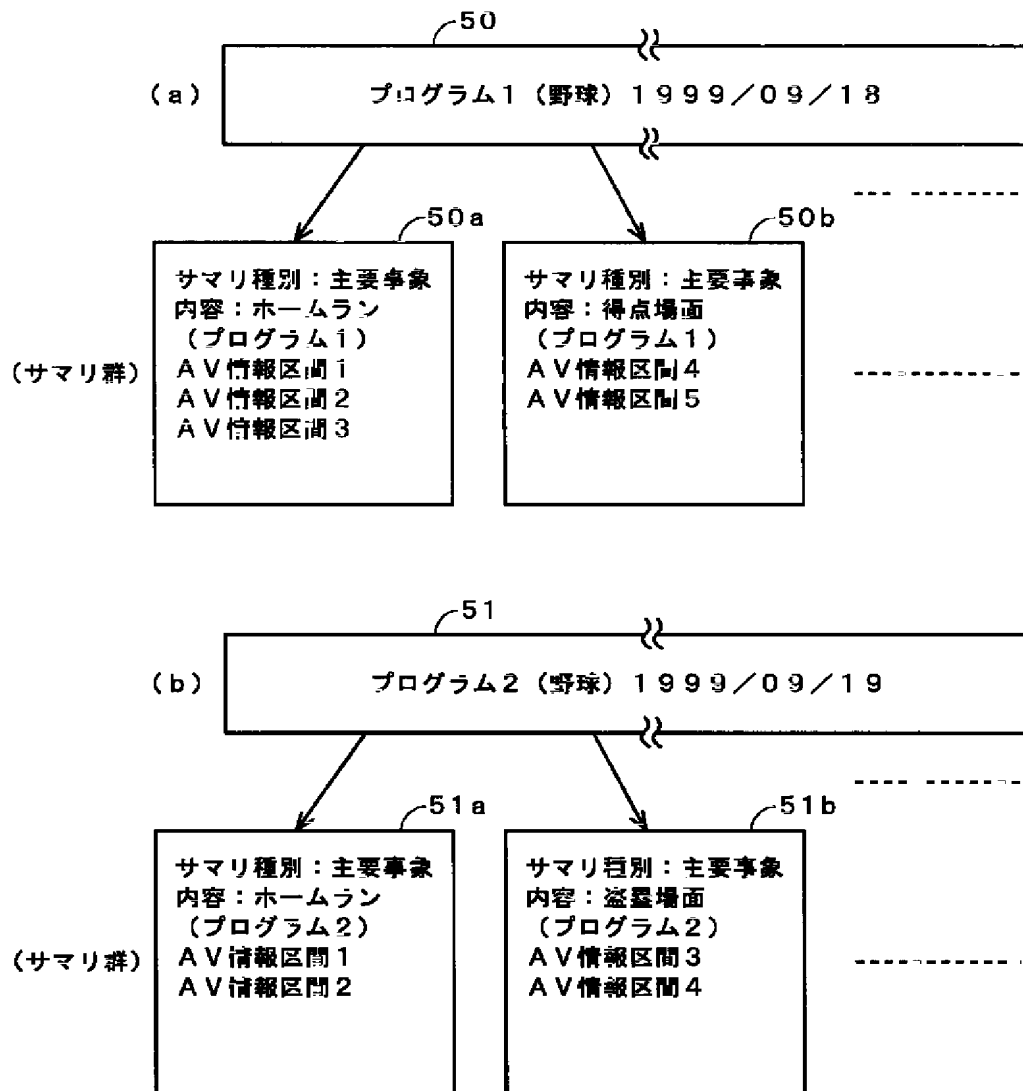 50
(a)
プログラム1(野球)1999/09/18
50a
50b
サマリ種別:主要事象
内容:ホームラン
(プログラム1)
AV情報区間1
AV情報区間2
AV情報区間3
サマリ種別:主要事象
内容:得点場面
(プログラム1)
AV情報区間4
AV情報区間5
(サマリ群)
51
(b)
プログラム2(野球)1999/09/19
51a
51b
サマリ種別:主要事象
内容:ホームラン
(プログラム2)
AV情報区間1
AV情報区間2
サマリ種別:主要事象
内容:盗塁場面
(プログラム2)
AV情報区間3
AV情報区間4
(サマリ群)